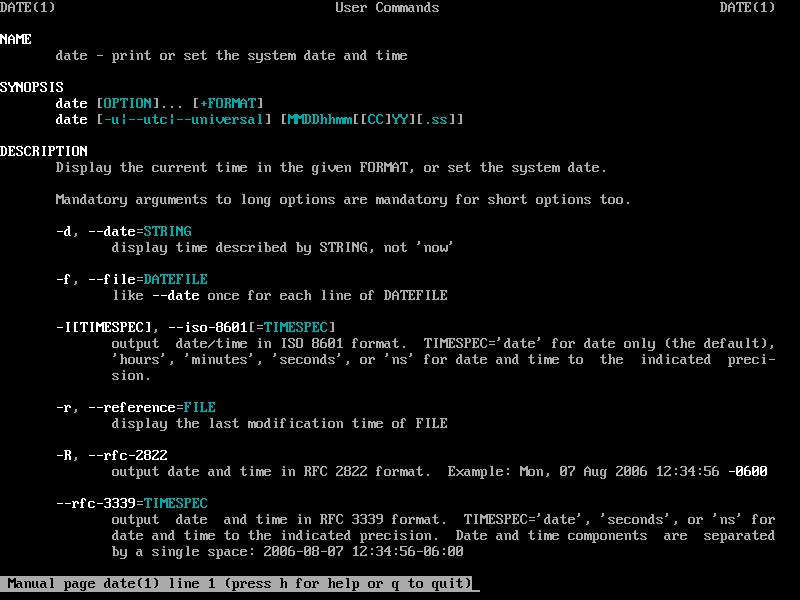 DATE(1)                                   User Commands                                   DATE(1)
NAME
date - print or set the system date and time
SYNOPSIS
date [OPTION]... [+FORMAT]
date [-u|--utc|--universal] [MMDDhhmm[[CC]YY][.ss]]
DESCRIPTION
Display the current time in the given FORMAT, or set the system date.
Mandatory arguments to long options are mandatory for short options too.
-d, --date=STRING
display time described by STRING, not 'now'
-f, --file=DATEFILE
like --date once for each line of DATEFILE
-I[TIMESPEC], --iso-8601[=TIMESPEC]
output  date/time in ISO 8601 format.  TIMESPEC='date' for date only (the default),
'hours', 'minutes', 'seconds', or 'ns' for date and time to  the  indicated  preci-
sion.
-r, --reference=FILE
display the last modification time of FILE
-R, --rfc-2822
output date and time in RFC 2822 format.  Example: Mon, 07 Aug 2006 12:34:56 -0600
--rfc-3339=TIMESPEC
output  date  and time in RFC 3339 format.  TIMESPEC='date', 'seconds', or 'ns' for
date and time to the indicated precision.  Date and time components  are  separated
by a single space: 2006-08-07 12:34:56-06:00
Manual page date(1) line 1 (press h for help or q to quit)